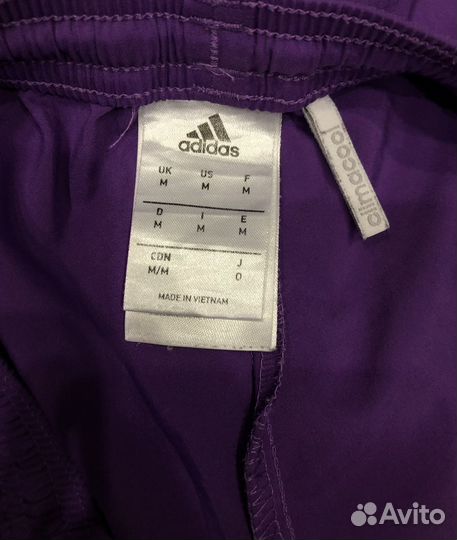 adidas
UK US F
M M M
D I E
M M M
CDN J
M/M O
MADE IN VIETNAM
climacool
Avito